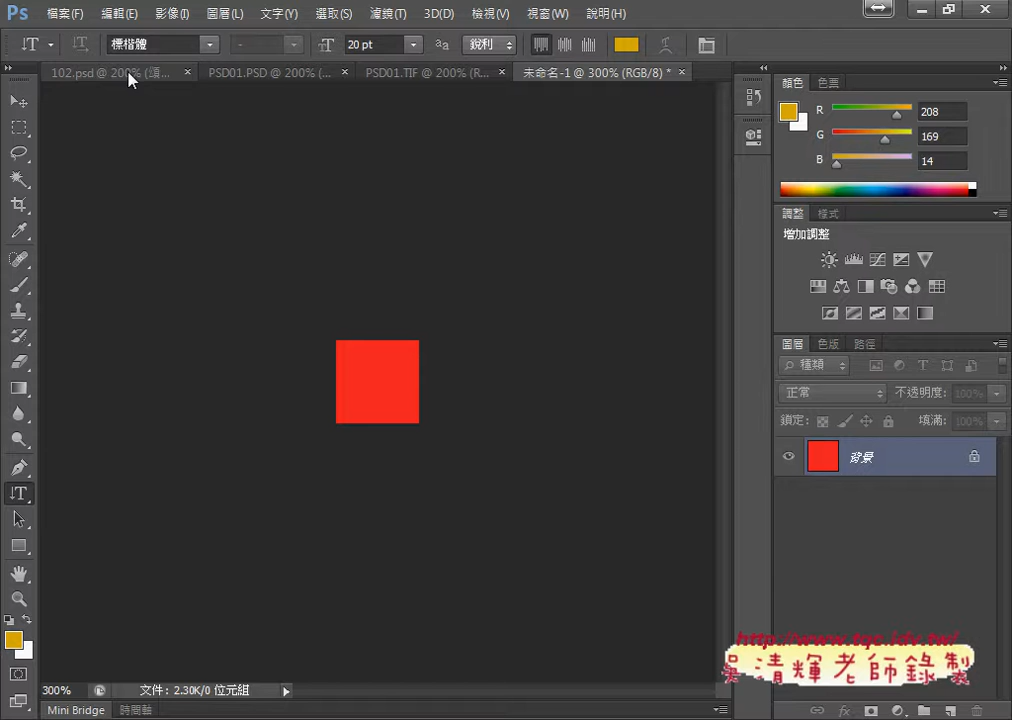 Ps 檔案(F) 編輯(E) 影像(I) 圖層(L) 文字(Y) 選取(S) 濾鏡(T) 3D(D) 檢視(V) 視窗(W) 說明(H)
標楷體 - 20 pt aa 銳利
102.psd @ 200% (頌... × PSD01.PSD @ 200% (... × PSD01.TIF @ 200% (R... × 未命名-1 @ 300% (RGB/8) * ×
顏色 色票
R 208
G 169
B 14
調整 樣式
增加調整
圖層 色版 路徑
種類
正常 不透明度: 100%
鎖定: 填滿: 100%
背景
http://www.tqc.idv.tw/
吳清輝老師錄製
300% 文件: 2.30K/0 位元組
Mini Bridge 時間軸